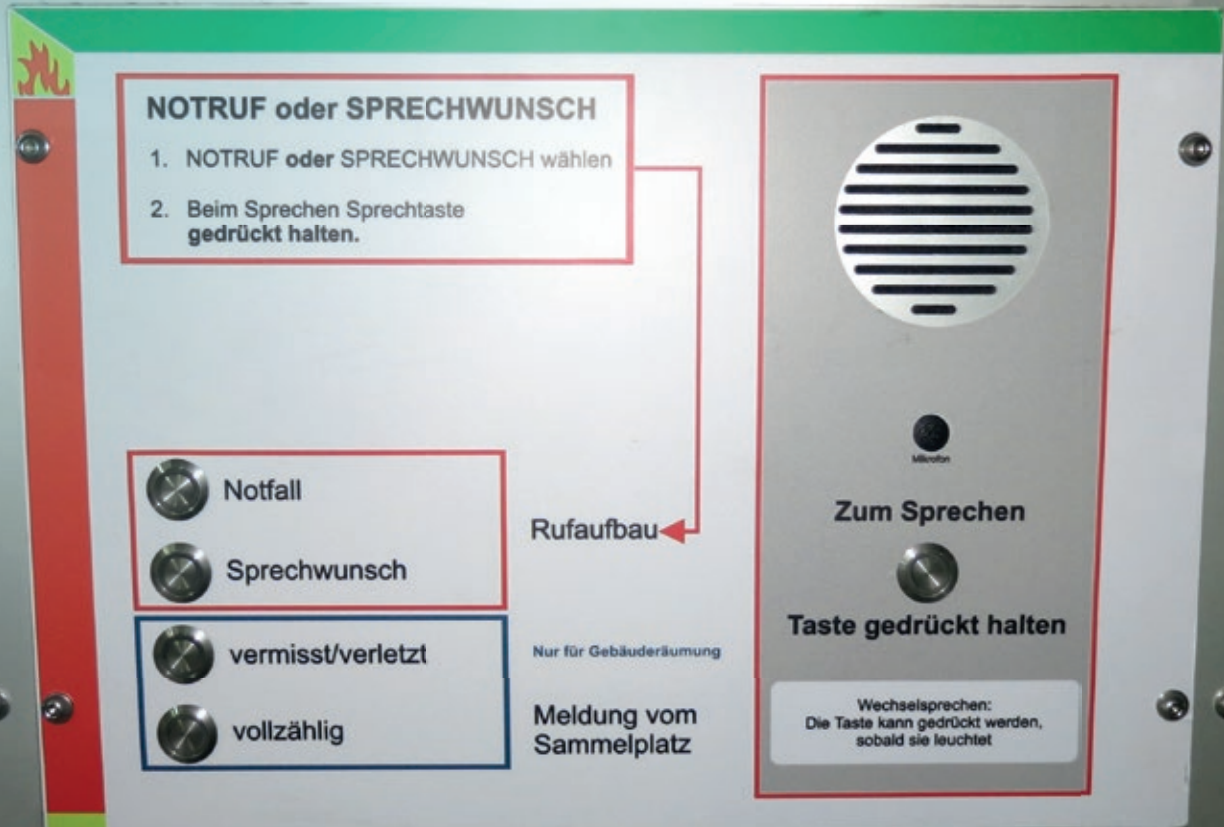 NOTRUF oder SPRECHWUNSCH
1. NOTRUF oder SPRECHWUNSCH wählen
2. Beim Sprechen Sprechtaste
gedrückt halten.
Notfall
Sprechwunsch
Rufaufbau
vermisst/verletzt
Nur für Gebäuderäumung
vollzählig
Meldung vom
Sammelplatz
Mikrofon
Zum Sprechen
Taste gedrückt halten
Wechselsprechen:
Die Taste kann gedrückt werden,
sobald sie leuchtet